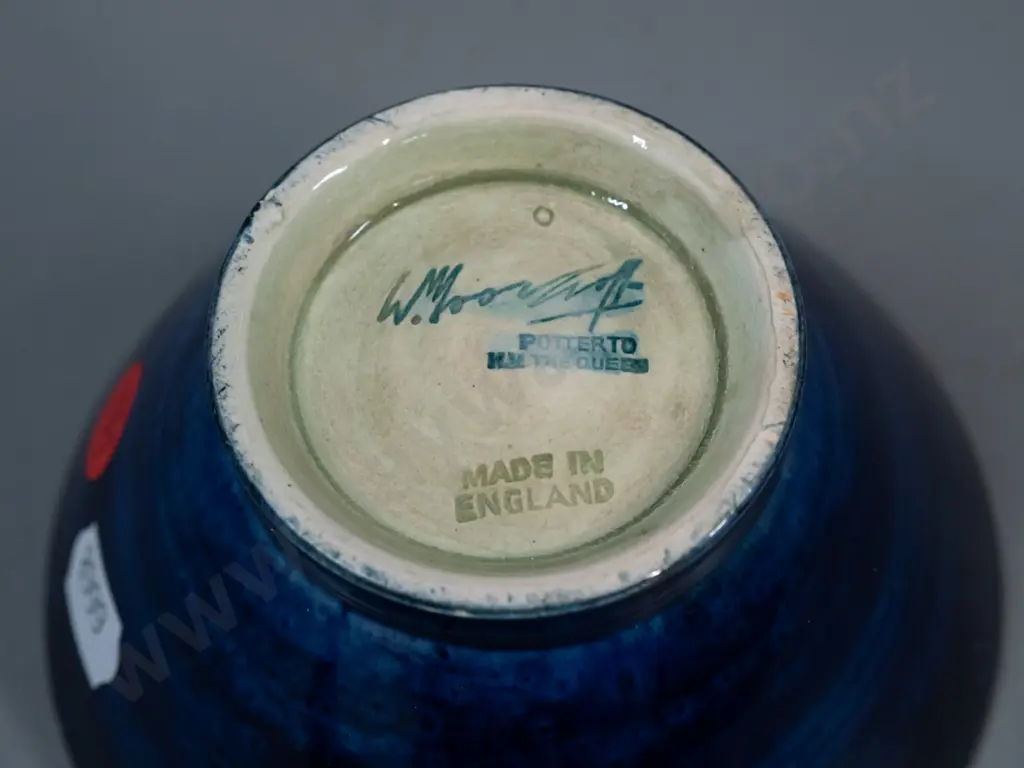 W. Moorcroft
POTTER TO
H.M. THE QUEEN
MADE IN
ENGLAND